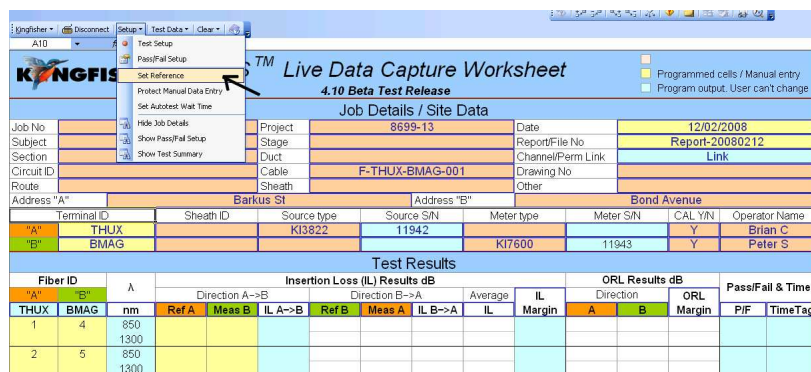 Kingfisher Disconnect Setup Test Data Clear
A10
Test Setup
Pass/Fail Setup
Set Reference
Protect Manual Data Entry
Set Autotest Wait Time
Hide Job Details
Show Pass/Fail Setup
Show Test Summary
KINGFIS S TM Live Data Capture Worksheet
4.10 Beta Test Release
Programmed cells / Manual entry
Program output. User can't change
Job Details / Site Data
Job No Project 8699-13 Date 12/02/2008
Subject Stage Report/File No Report-20080212
Section Duct Channel/Perm Link Link
Circuit ID Cable F-THUX-BMAG-001 Drawing No
Route Sheath Other
Address "A" Barkus St Address "B" Bond Avenue
Terminal ID Sheath ID Source type Source S/N Meter type Meter S/N CAL Y/N Operator Name
"A" THUX KI3822 11942 Y Brian C
"B" BMAG KI7600 11943 Y Peter S
Test Results
Fiber ID λ Insertion Loss (IL) Results dB ORL Results dB Pass/Fail & Time
"A" "B" Direction A->B Direction B->A Average IL Direction ORL
THUX BMAG nm Ref A Meas B IL A->B Ref B Meas A IL B->A IL Margin A B Margin P/F TimeTag
1 4 850
1300
2 5 850
1300